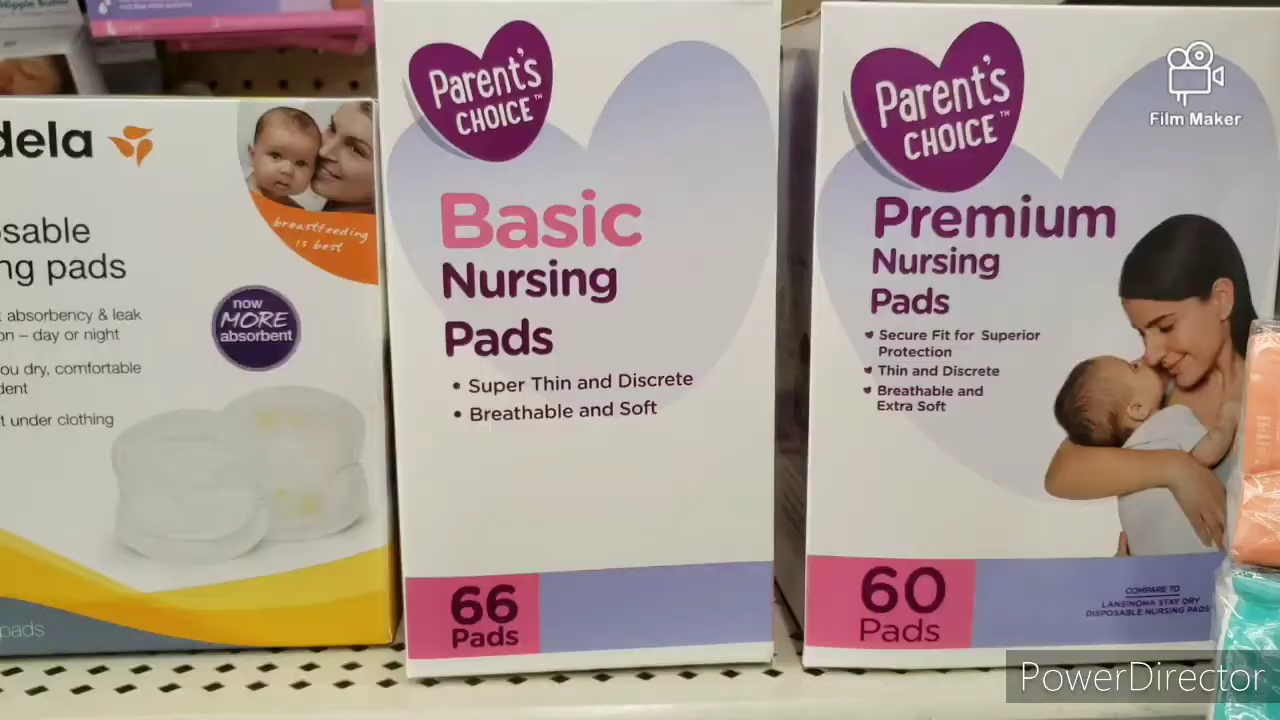 dela
sable
ng pads
absorbency & leak
on – day or night
ou dry, comfortable
dent
t under clothing
breastfeeding
is best
now
MORE
absorbent
pads
Parent's
CHOICE™
Basic
Nursing
Pads
• Super Thin and Discrete
• Breathable and Soft
66
Pads
Parent's
CHOICE™
Premium
Nursing
Pads
Secure Fit for Superior
Protection
Thin and Discrete
Breathable and
Extra Soft
60
Pads
COMPARE TO
LANSINOH® STAY DRY
DISPOSABLE NURSING PADS
Film Maker
PowerDirector